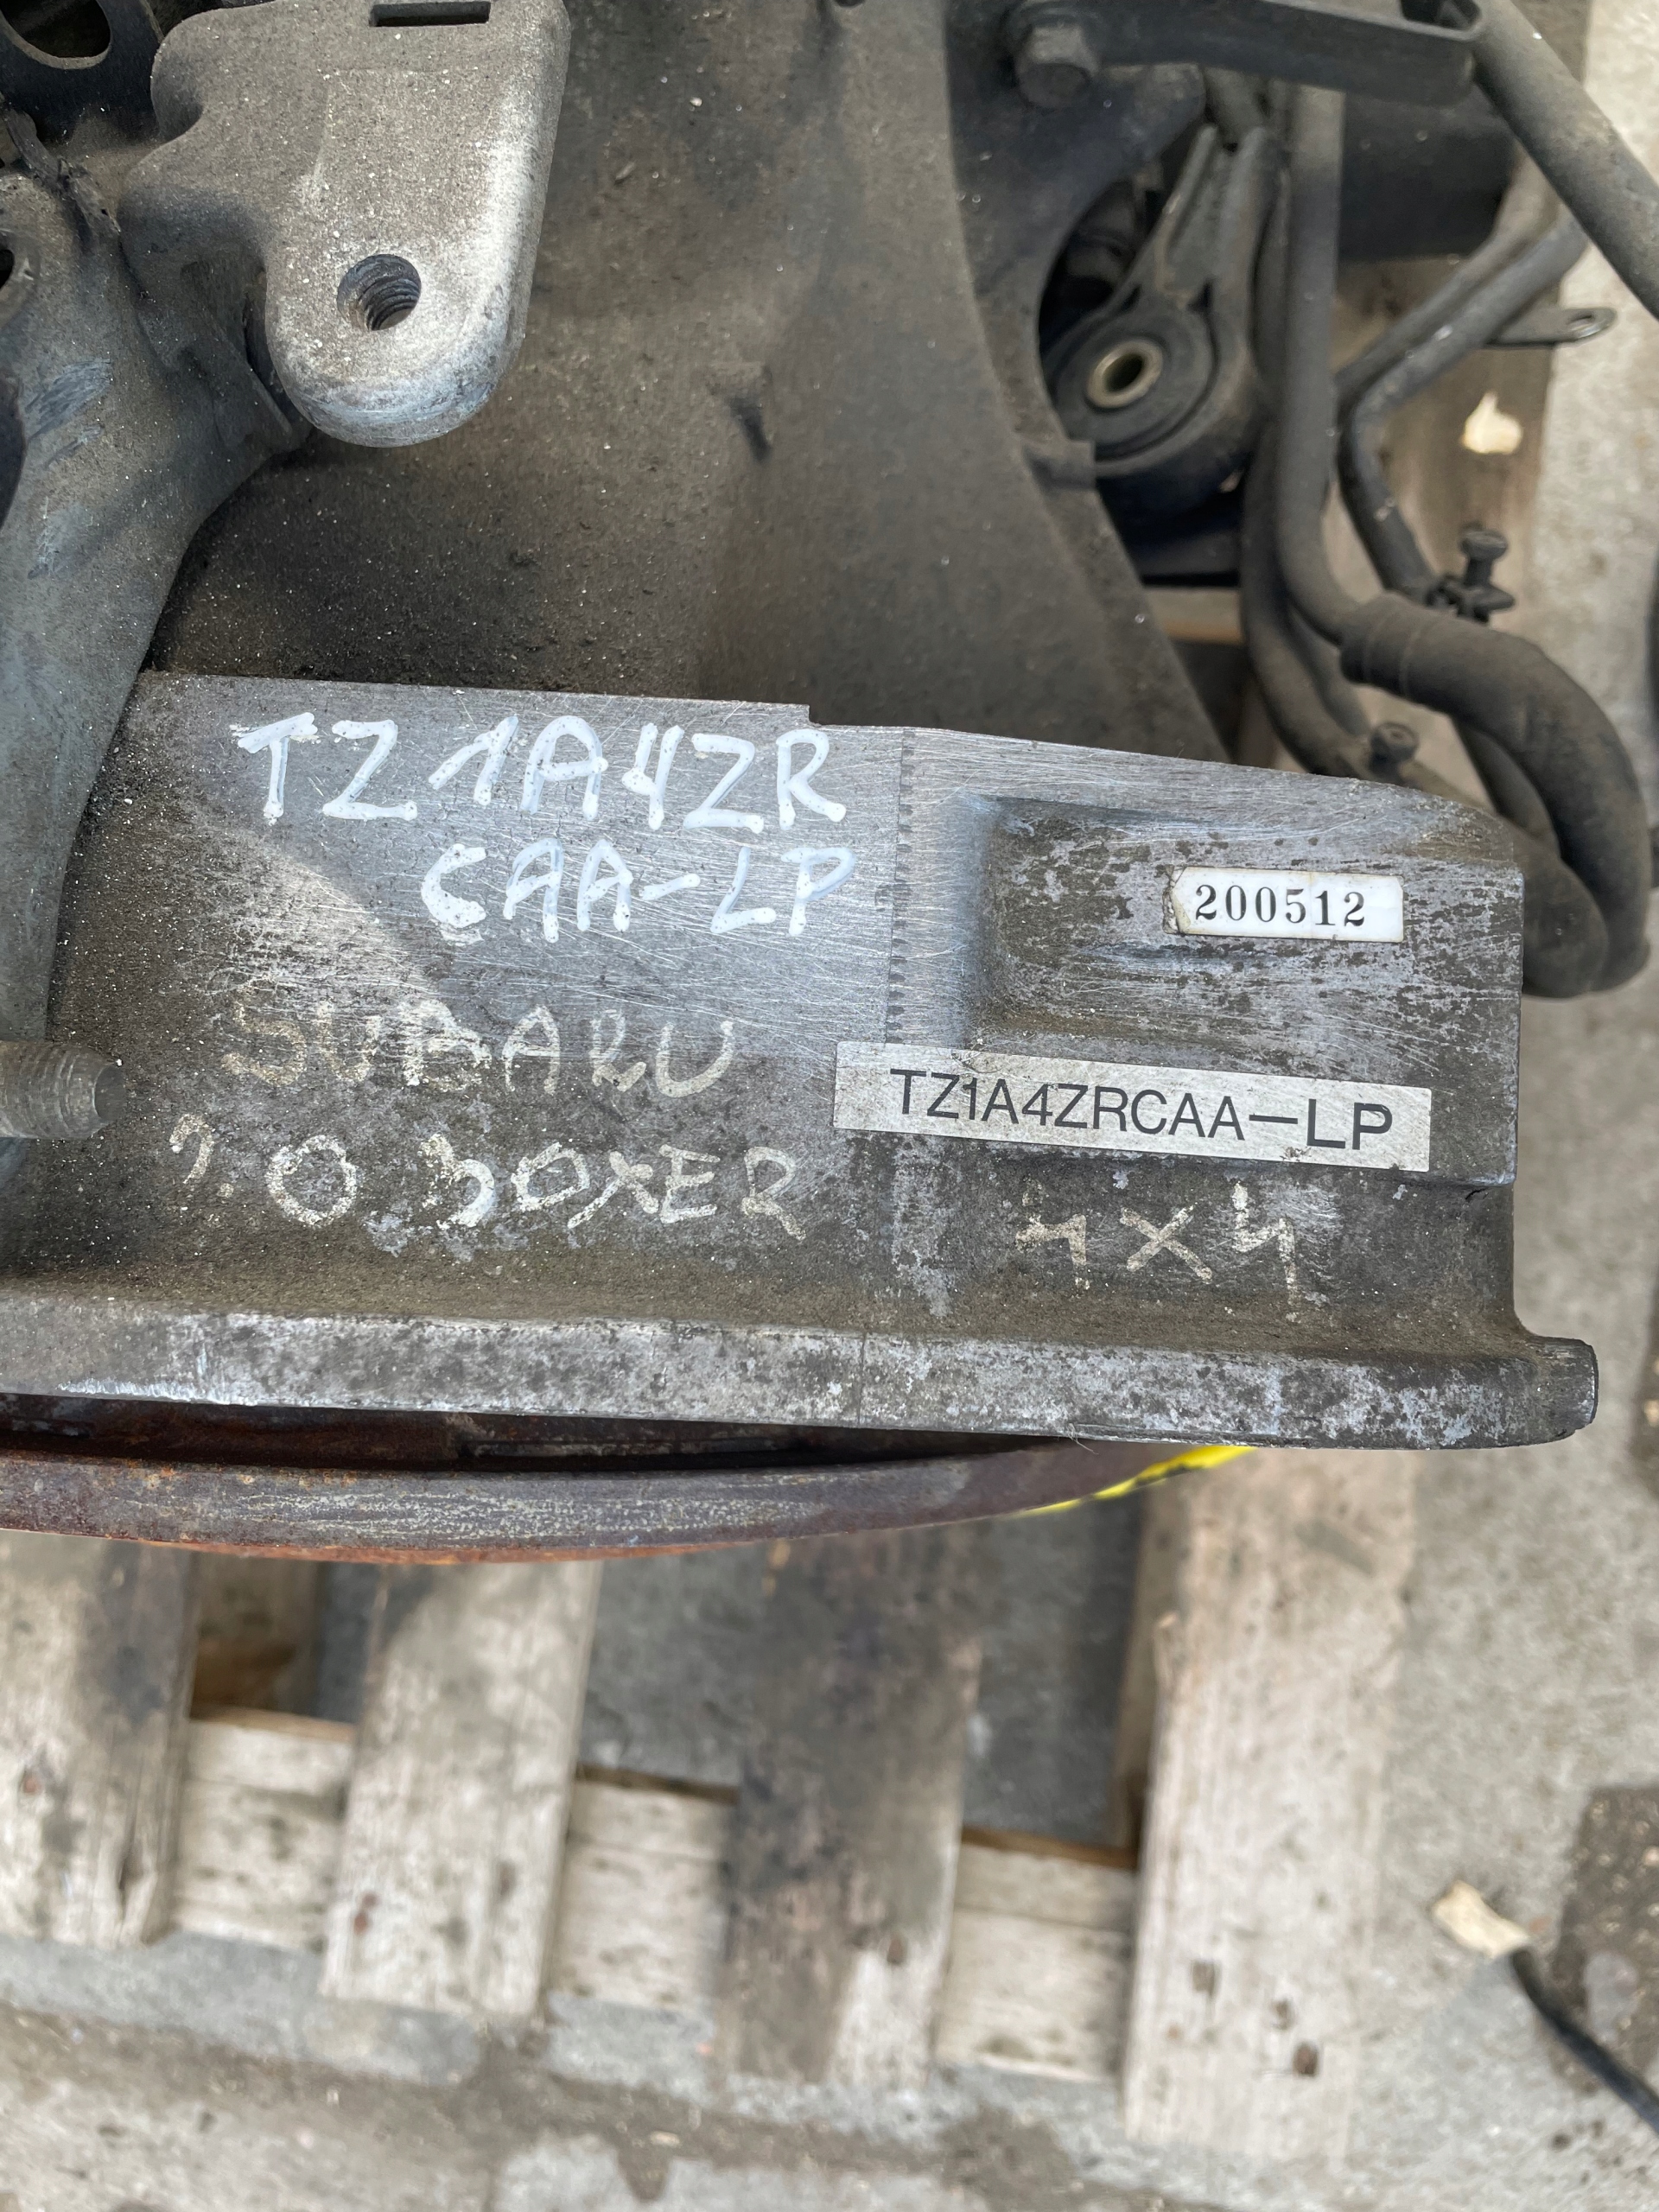 TZ1A4ZR
CAA-LP
200512
SUBARU
TZ1A4ZRCAA-LP
2.0 BOXER
4x4